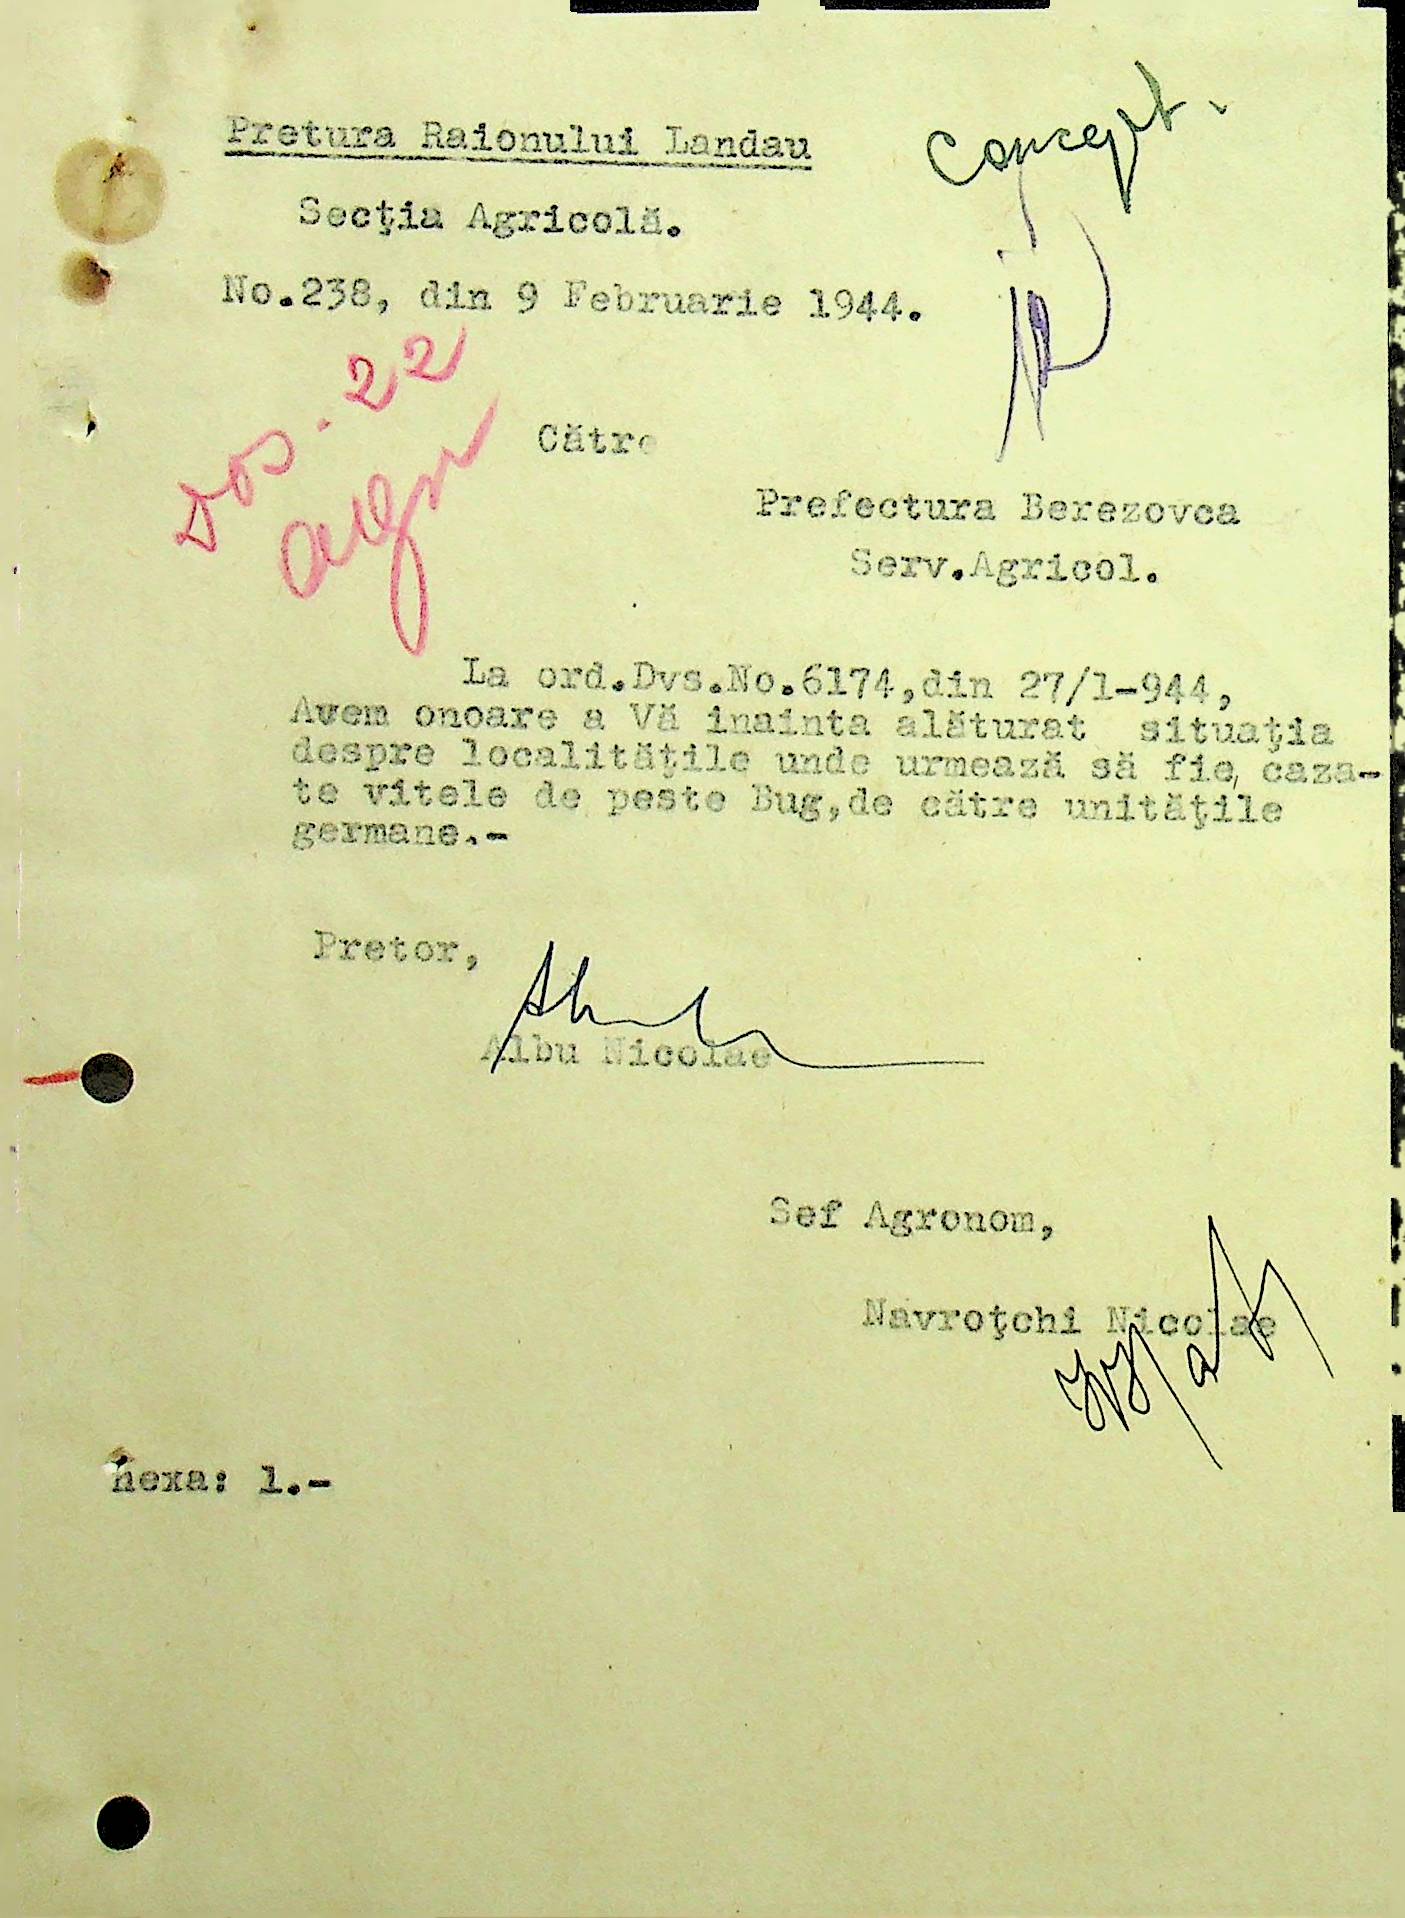 Pretura Raionului Landau
Concept.
Secţia Agricolă.
No.238, din 9 Februarie 1944.
Dos. 22
Către
Prefectura Berezovca
Serv.Agricol.
La ord.Dvs.No.6174,din 27/1-944,
Avem onoare a Vă inainta alăturat situaţia
despre localităţile unde urmează să fie, caza-
te vitele de peste Bug,de către unităţile
germane.-
Pretor,
Albu Nicolae
Sef Agronom,
Navroţchi Nicolae
nexa: 1.-